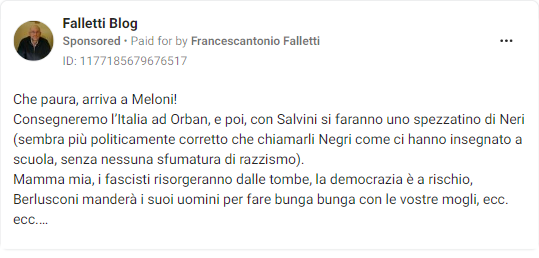 Falletti Blog
Sponsored • Paid for by Francescantonio Falletti
ID: 1177185679676517
Che paura, arriva a Meloni!
Consegneremo l'Italia ad Orban, e poi, con Salvini si faranno uno spezzatino di Neri
(sembra più politicamente corretto che chiamarli Negri come ci hanno insegnato a
scuola, senza nessuna sfumatura di razzismo).
Mamma mia, i fascisti risorgeranno dalle tombe, la democrazia è a rischio,
Berlusconi manderà i suoi uomini per fare bunga bunga con le vostre mogli, ecc.
ecc....